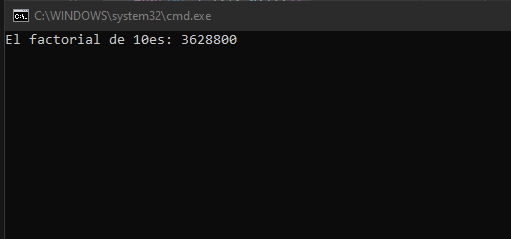 C:\WINDOWS\system32\cmd.exe
El factorial de 10es: 3628800